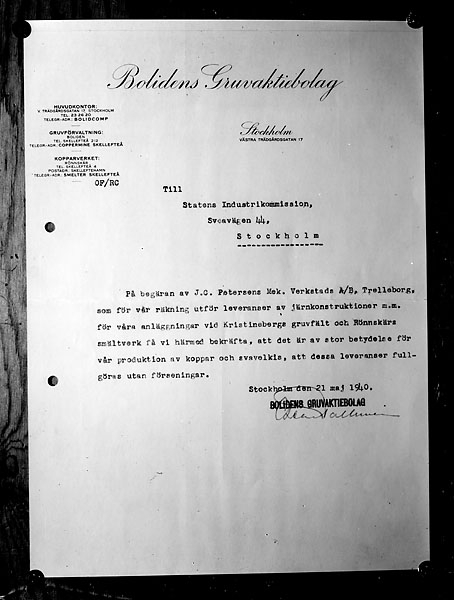 Bolidens Gruvaktiebolag
HUVUDKONTOR:
V. TRÄDGÅRDSGATAN 17, STOCKHOLM
TEL. 23 26 20
TELEGR.-ADR.: BOLIDCOMP
GRUVFÖRVALTNING:
BOLIDEN
TEL. SKELLEFTEÅ 212
TELEGR.-ADR.: COPPERMINE SKELLEFTEÅ
KOPPARVERKET:
RÖNNSKÄR
TEL. SKELLEFTEÅ 6
POSTADR. SKELLEFTEHAMN
TELEGR.-ADR.: SMELTER SKELLEFTEÅ
Stockholm
VÄSTRA TRÄDGÅRDSGATAN 17
OF/RC
Till
Statens Industrikommission,
Sveavägen 44,
Stockholm
På begäran av J.C. Petersens Mek. Verkstads A/B, Trelleborg,
som för vår räkning utför leveranser av järnkonstruktioner m.m.
för våra anläggningar vid Kristinebergs gruvfält och Rönnskärs
smältverk få vi härmed bekräfta, att det är av stor betydelse för
vår produktion av koppar och svavelkis, att dessa leveranser full-
göras utan förseningar.
Stockholm den 21 maj 1940.
BOLIDENS GRUVAKTIEBOLAG